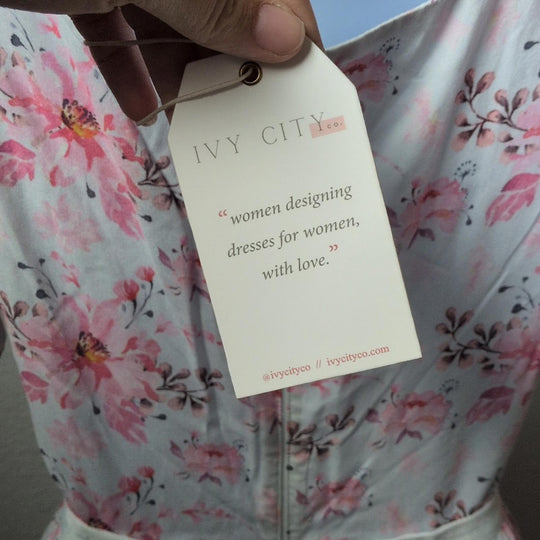 IVY CITY co.
“women designing
dresses for women,
with love.”
@ivycityco // ivycityco.com